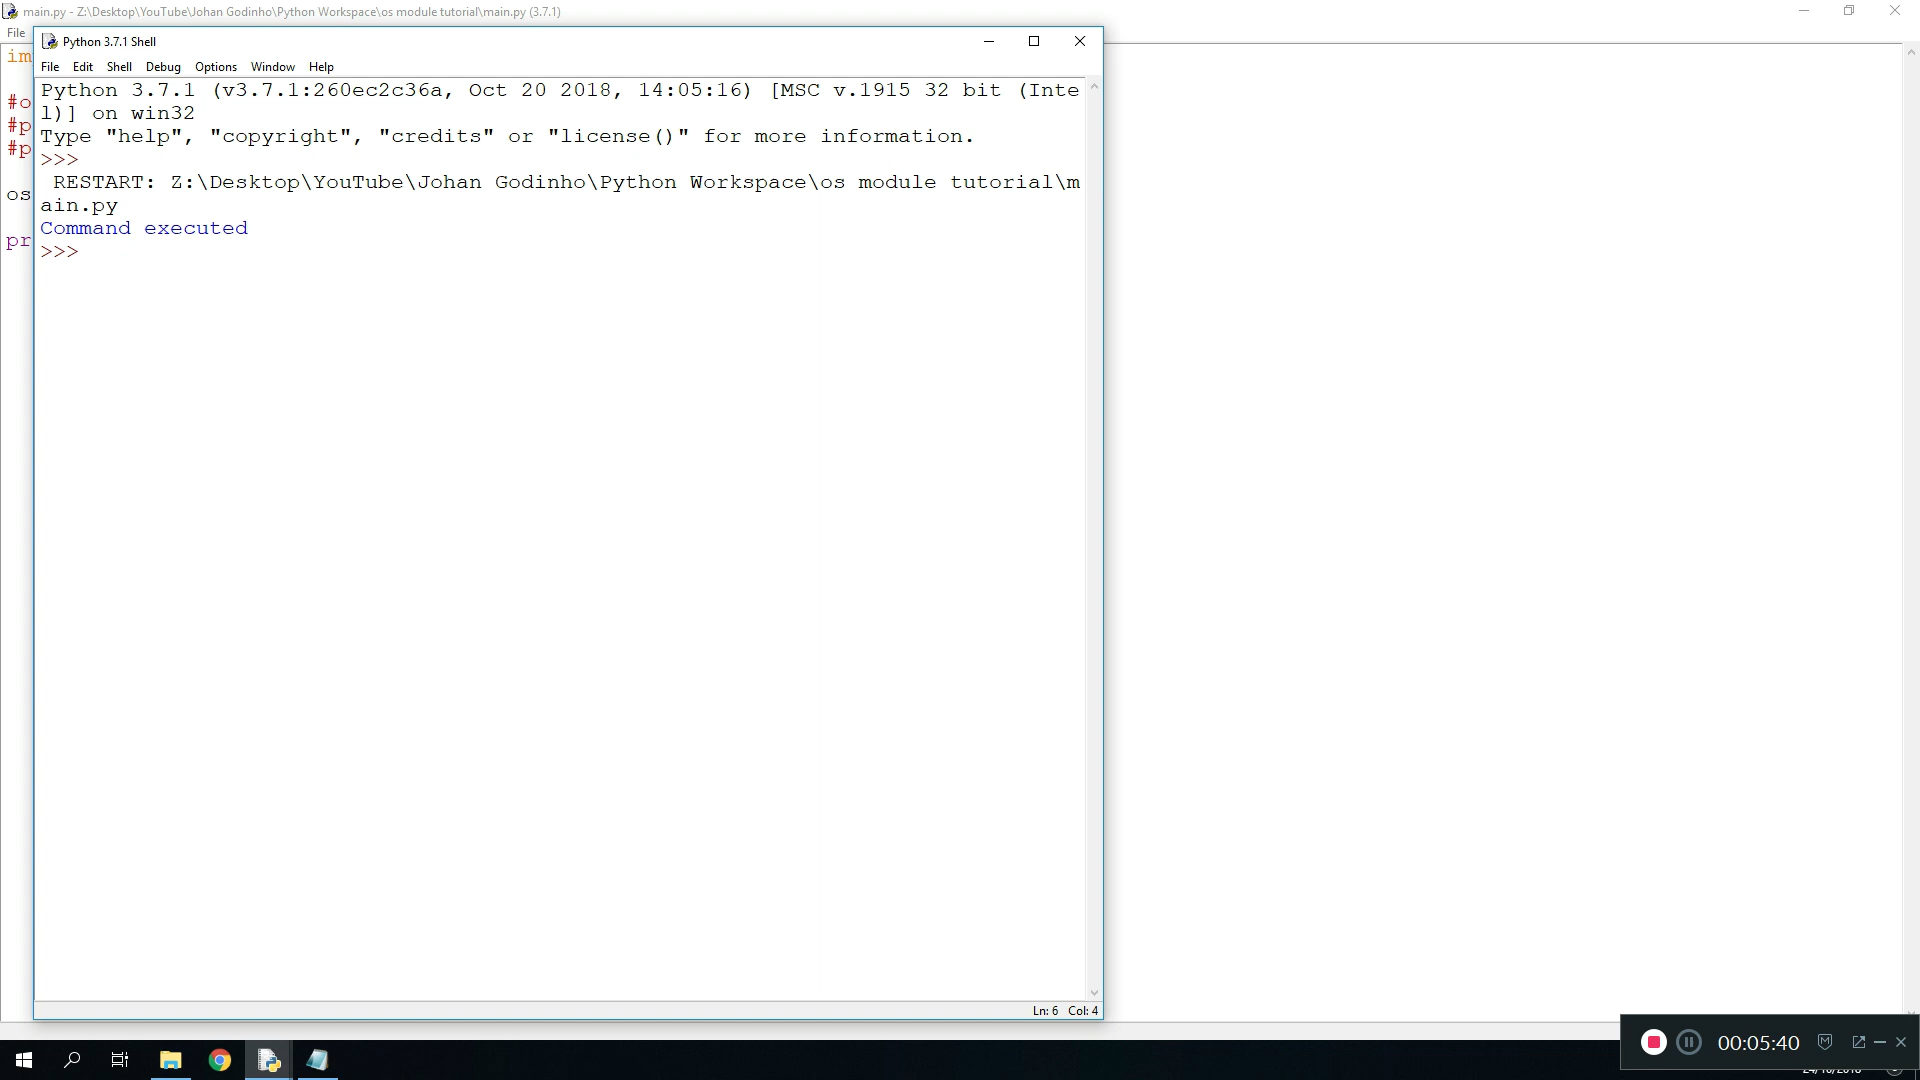 main.py - Z:\Desktop\YouTube\Johan Godinho\Python Workspace\os module tutorial\main.py (3.7.1)
File
Python 3.7.1 Shell
File Edit Shell Debug Options Window Help
im
#o
#p
#p
os
pr
Python 3.7.1 (v3.7.1:260ec2c36a, Oct 20 2018, 14:05:16) [MSC v.1915 32 bit (Inte
l)] on win32
Type "help", "copyright", "credits" or "license()" for more information.
>>>
 RESTART: Z:\Desktop\YouTube\Johan Godinho\Python Workspace\os module tutorial\m
ain.py
Command executed
>>>
Ln: 6 Col: 4
00:05:40